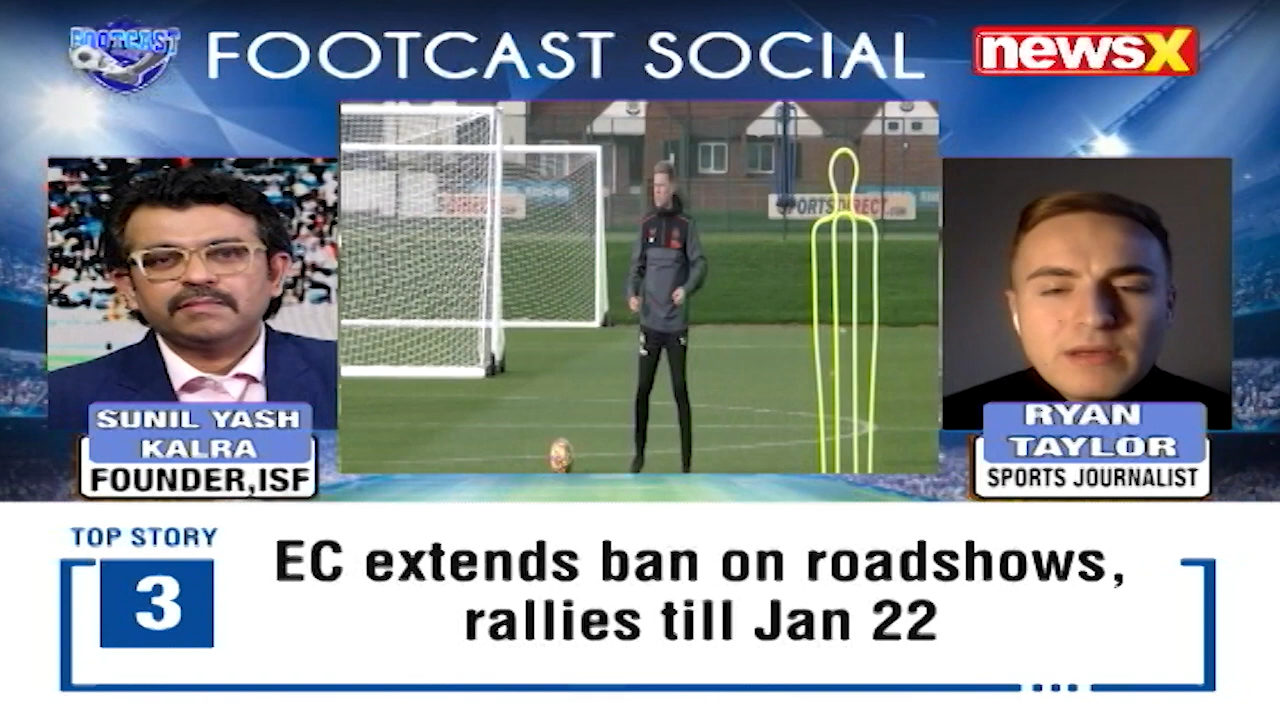 FOOTCAST
FOOTCAST SOCIAL
newsX
SPORTSDIRECT.com
SUNIL YASH
KALRA
FOUNDER,ISF
RYAN
TAYLOR
SPORTS JOURNALIST
TOP STORY
3
EC extends ban on roadshows,
rallies till Jan 22